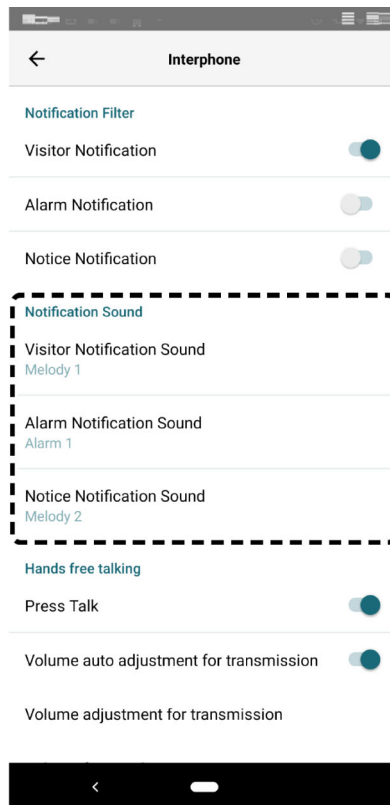 Interphone
Notification Filter
Visitor Notification
Alarm Notification
Notice Notification
Notification Sound
Visitor Notification Sound
Melody 1
Alarm Notification Sound
Alarm 1
Notice Notification Sound
Melody 2
Hands free talking
Press Talk
Volume auto adjustment for transmission
Volume adjustment for transmission